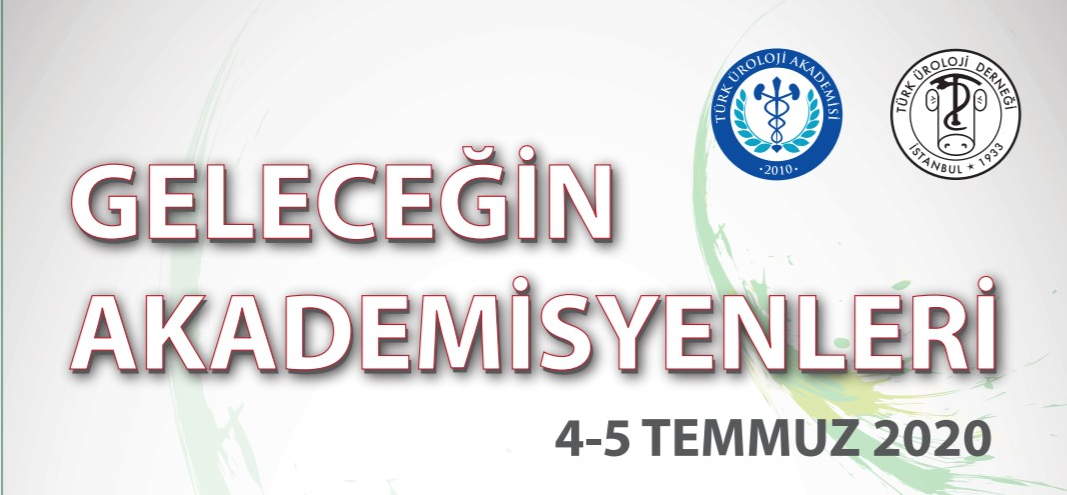 TÜRK ÜROLOJİ AKADEMİSİ
·2010·
TÜRK ÜROLOJİ DERNEĞİ
İSTANBUL ★ 1933
GELECEĞİN
AKADEMİSYENLERİ
4-5 TEMMUZ 2020